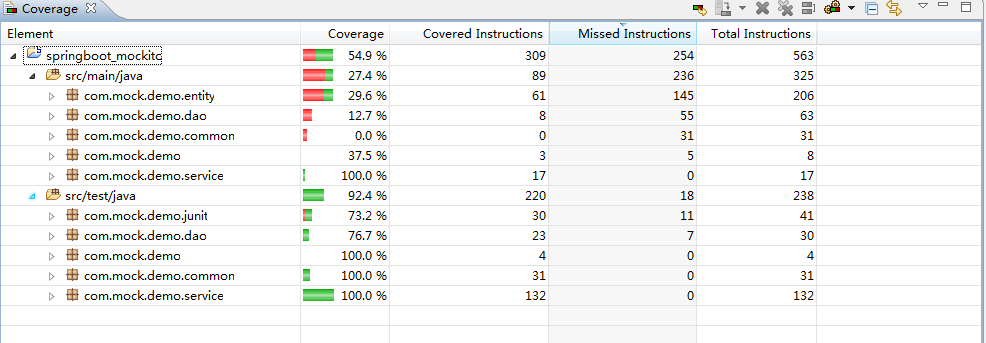 Coverage
Element Coverage Covered Instructions Missed Instructions Total Instructions
springboot_mockito 54.9 % 309 254 563
src/main/java 27.4 % 89 236 325
com.mock.demo.entity 29.6 % 61 145 206
com.mock.demo.dao 12.7 % 8 55 63
com.mock.demo.common 0.0 % 0 31 31
com.mock.demo 37.5 % 3 5 8
com.mock.demo.service 100.0 % 17 0 17
src/test/java 92.4 % 220 18 238
com.mock.demo.junit 73.2 % 30 11 41
com.mock.demo.dao 76.7 % 23 7 30
com.mock.demo 100.0 % 4 0 4
com.mock.demo.common 100.0 % 31 0 31
com.mock.demo.service 100.0 % 132 0 132